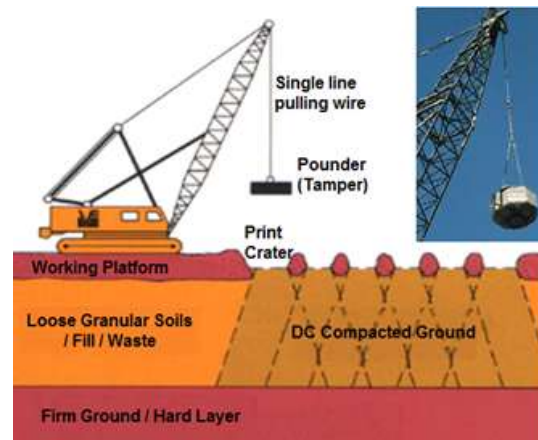 Single line
pulling wire
Pounder
(Tamper)
Print
Crater
Working Platform
Loose Granular Soils
/ Fill / Waste
DC Compacted Ground
Firm Ground / Hard Layer